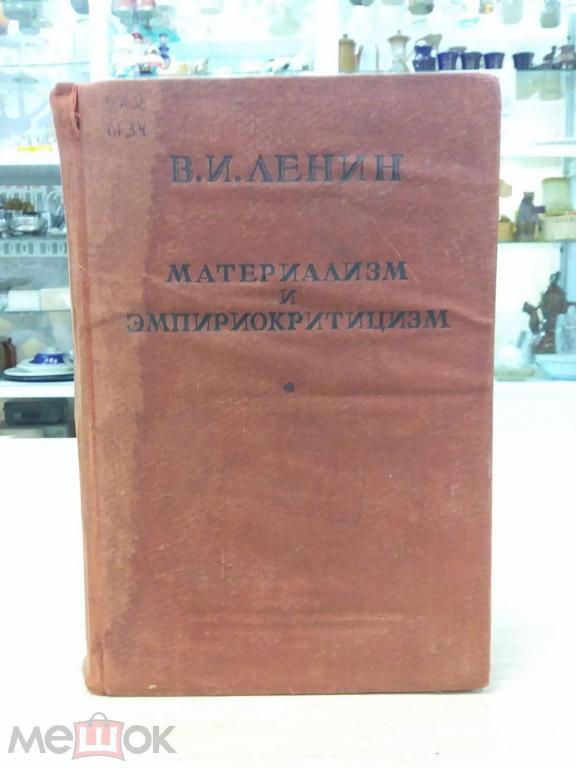 В.И.ЛЕНИН
МАТЕРИАЛИЗМ
И
ЭМПИРИОКРИТИЦИЗМ
*
мешок